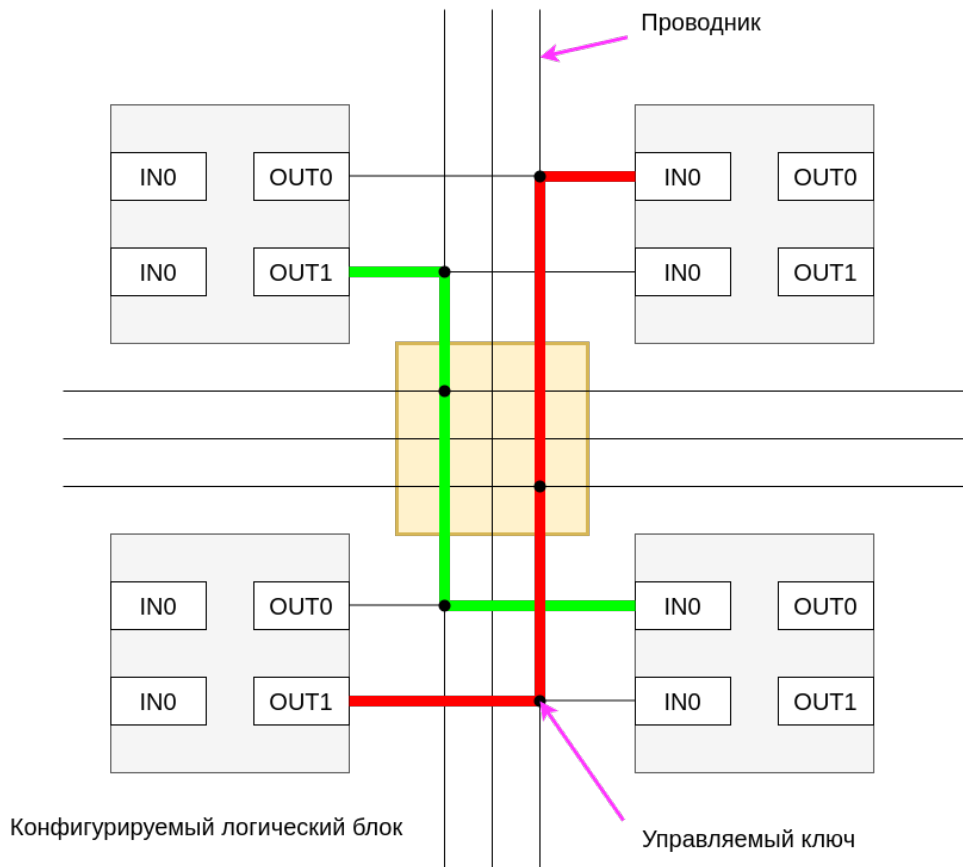 Проводник
IN0 OUT0 IN0 OUT0
IN0 OUT1 IN0 OUT1
IN0 OUT0 IN0 OUT0
IN0 OUT1 IN0 OUT1
Конфигурируемый логический блок
Управляемый ключ